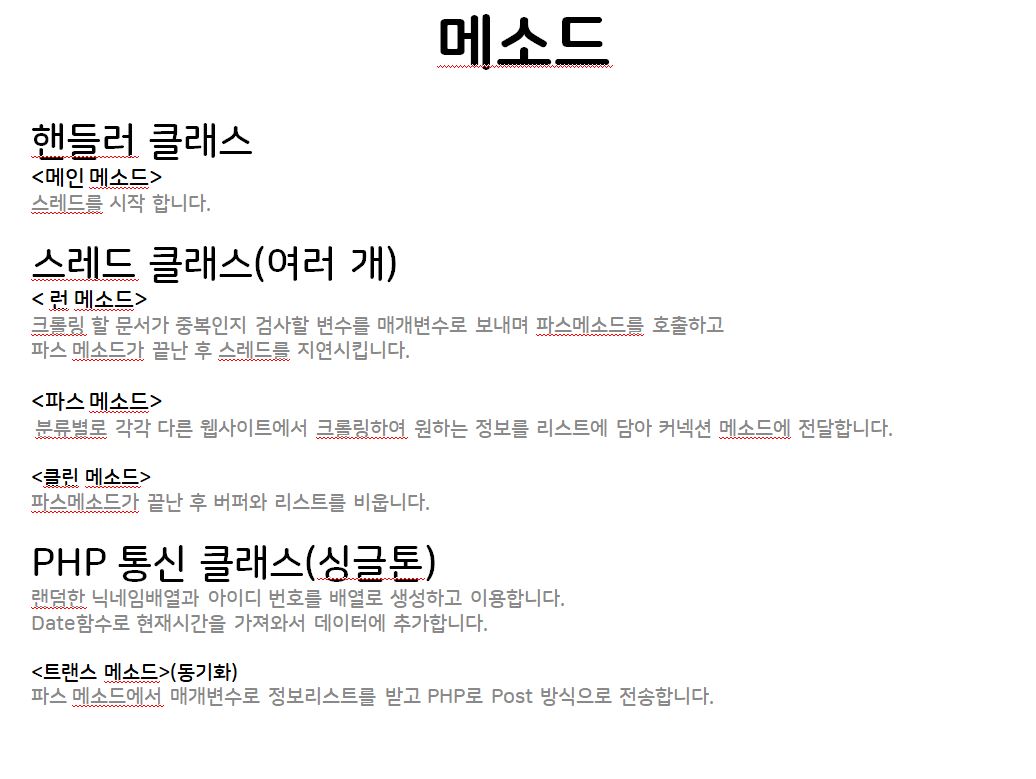 메소드
핸들러 클래스
<메인 메소드>
스레드를 시작 합니다.
스레드 클래스(여러 개)
< 런 메소드>
크롤링 할 문서가 중복인지 검사할 변수를 매개변수로 보내며 파스메소드를 호출하고
파스 메소드가 끝난 후 스레드를 지연시킵니다.
<파스 메소드>
분류별로 각각 다른 웹사이트에서 크롤링하여 원하는 정보를 리스트에 담아 커넥션 메소드에 전달합니다.
<클린 메소드>
파스메소드가 끝난 후 버퍼와 리스트를 비웁니다.
PHP 통신 클래스(싱글톤)
랜덤한 닉네임배열과 아이디 번호를 배열로 생성하고 이용합니다.
Date함수로 현재시간을 가져와서 데이터에 추가합니다.
<트랜스 메소드>(동기화)
파스 메소드에서 매개변수로 정보리스트를 받고 PHP로 Post 방식으로 전송합니다.